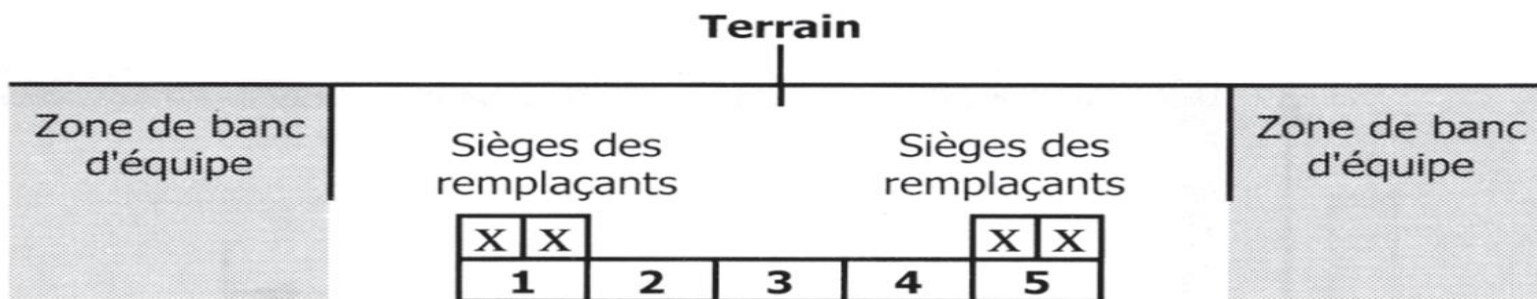 Terrain
Zone de banc
d'équipe
Sièges des
remplaçants
Sièges des
remplaçants
Zone de banc
d'équipe
X X X X
1 2 3 4 5